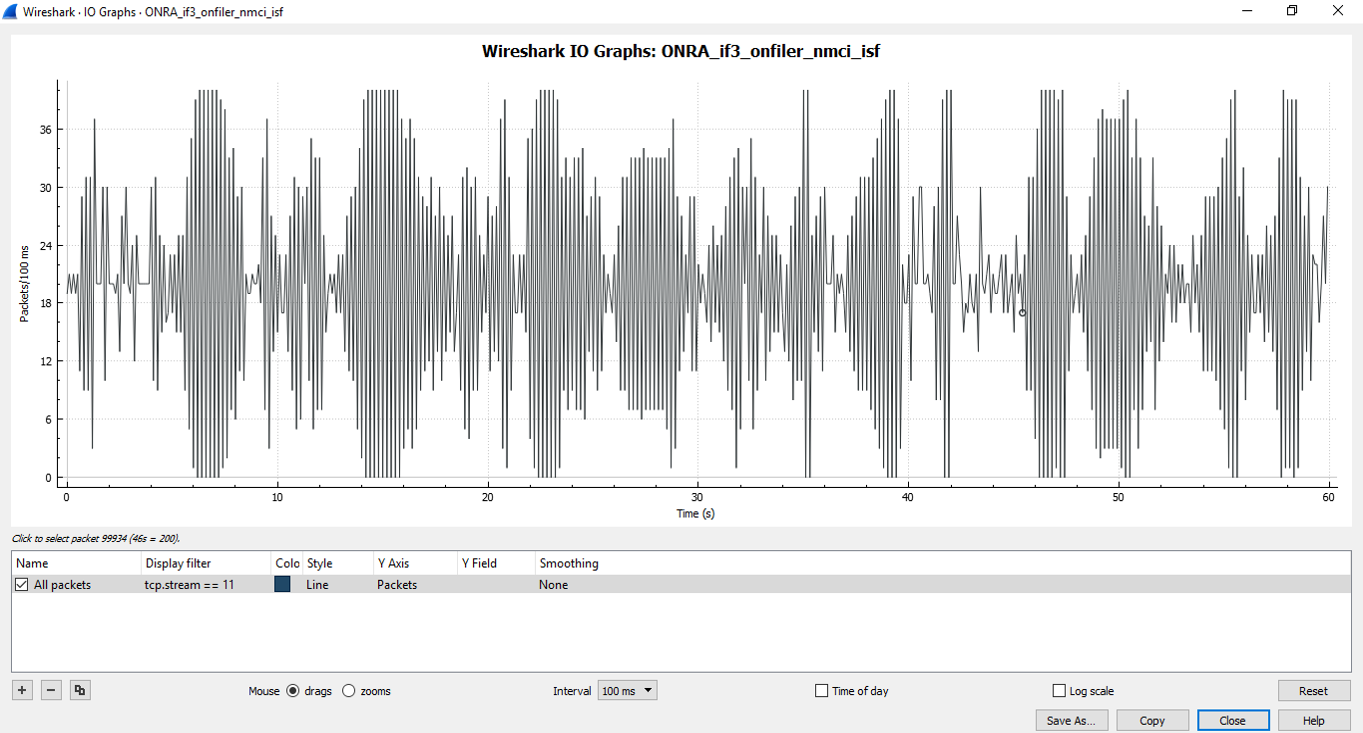 Wireshark · IO Graphs · ONRA_if3_onfiler_nmci_isf
Wireshark IO Graphs: ONRA_if3_onfiler_nmci_isf
Packets/100 ms
36
30
24
18
12
6
0
0 10 20 30 40 50 60
Time (s)
Click to select packet 99934 (46s = 200).
Name Display filter Colo Style Y Axis Y Field Smoothing
All packets tcp.stream == 11 Line Packets None
Mouse drags zooms Interval 100 ms Time of day Log scale Reset
Save As... Copy Close Help